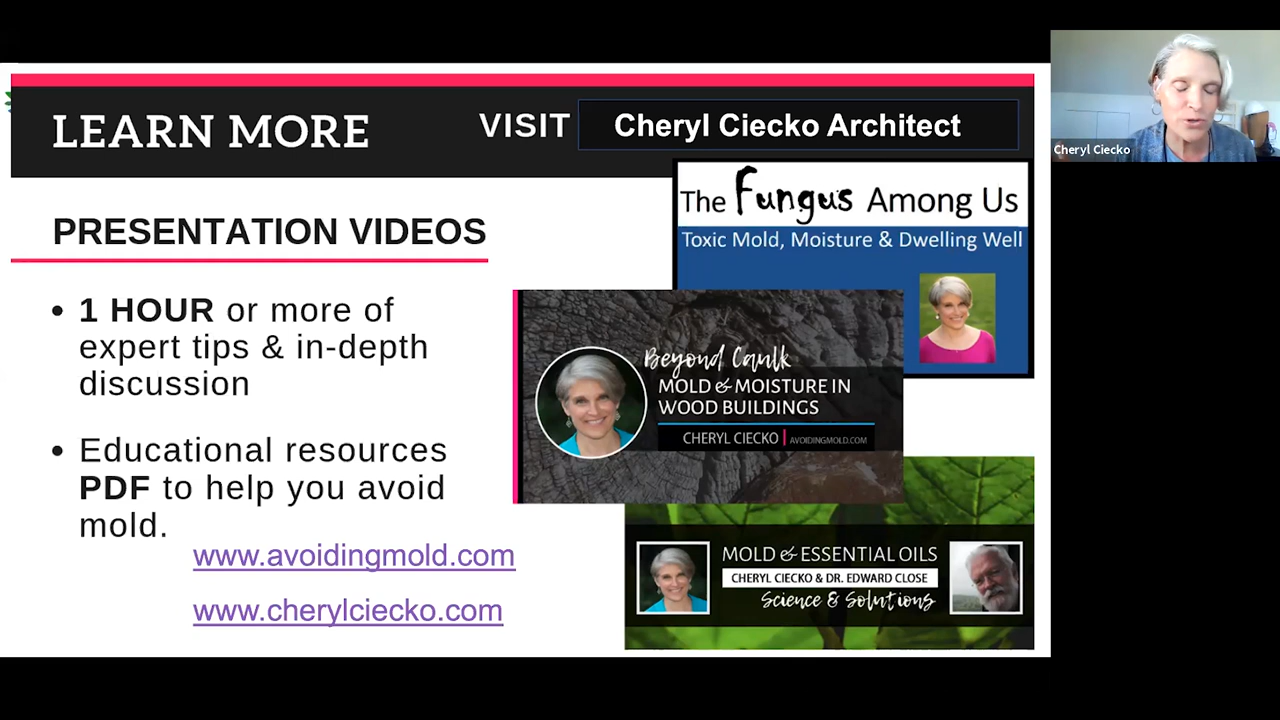 LEARN MORE
VISIT
Cheryl Ciecko Architect
Cheryl Ciecko
PRESENTATION VIDEOS
• 1 HOUR or more of
expert tips & in-depth
discussion
• Educational resources
PDF to help you avoid
mold.
www.avoidingmold.com
www.cherylciecko.com
The Fungus Among Us
Toxic Mold, Moisture & Dwelling Well
Beyond Caulk
MOLD & MOISTURE IN
WOOD BUILDINGS
CHERYL CIECKO | AVOIDINGMOLD.COM
MOLD & ESSENTIAL OILS
CHERYL CIECKO & DR. EDWARD CLOSE
Science & Solutions